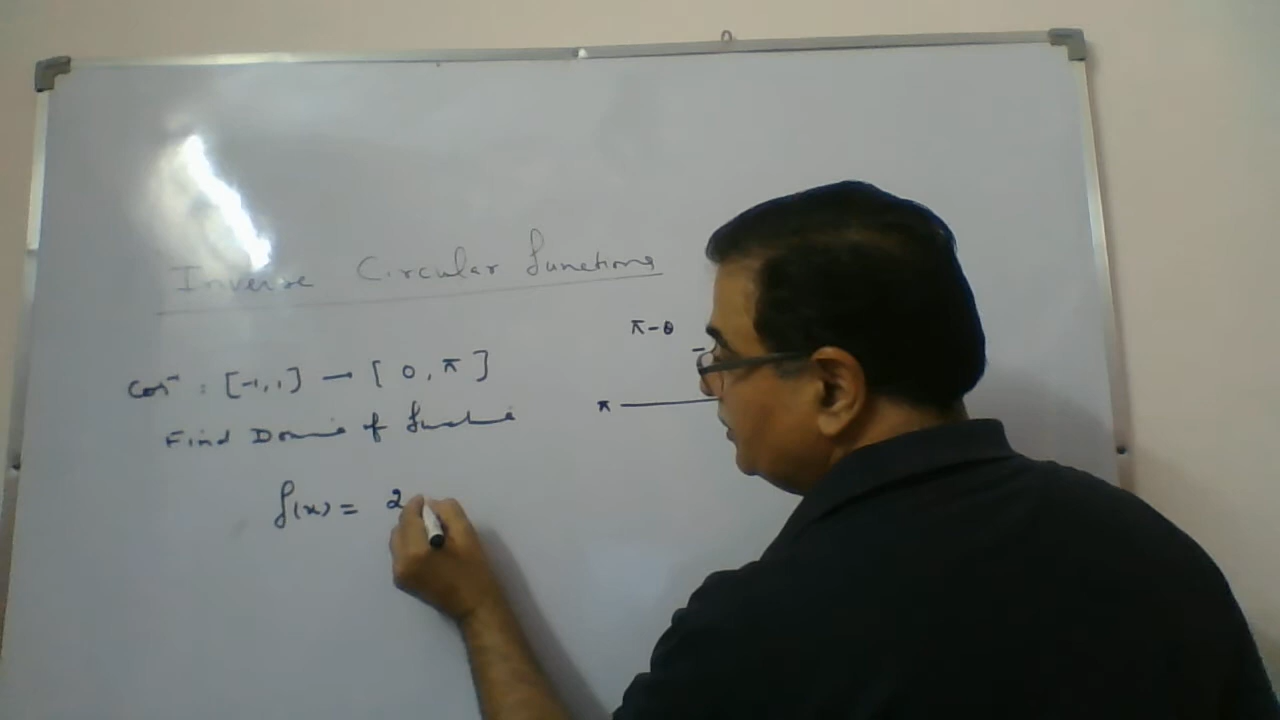 Inverse Circular functions
π-θ
Cos⁻¹ : [-1,1] → [0, π]
π
Find Domain of function
f(x) = 2